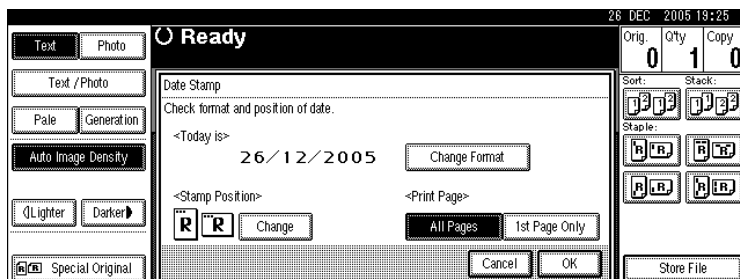 26 DEC 2005 19:25
Text Photo
Ready
Orig. Q'ty Copy
0 1 0
Text / Photo
Date Stamp
Sort: Stack:
Check format and position of date.
Pale Generation
<Today is>
26/12/2005 Change Format
Staple:
Auto Image Density
<Stamp Position> <Print Page>
Lighter Darker
R R Change All Pages 1st Page Only
Cancel OK
Special Original
Store File